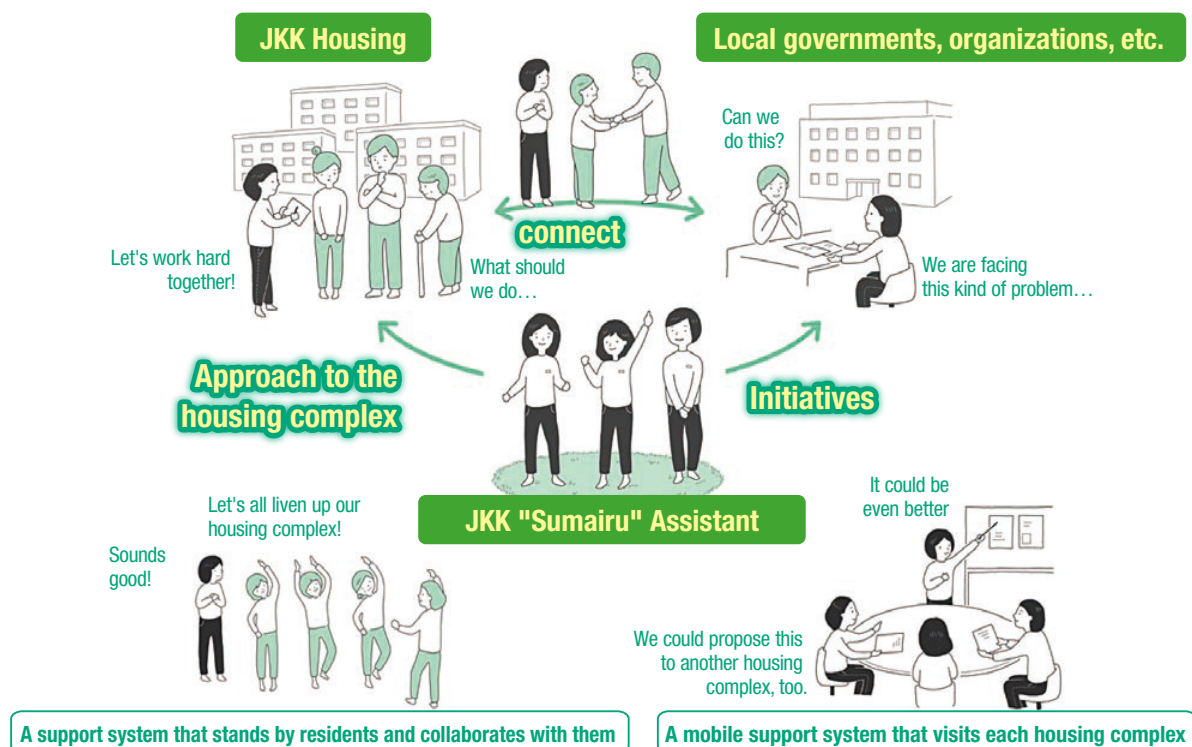 JKK Housing
Local governments, organizations, etc.
Can we
do this?
Let's work hard
together!
connect
What should
we do…
We are facing
this kind of problem…
Approach to the
housing complex
Initiatives
JKK "Sumairu" Assistant
Let's all liven up our
housing complex!
Sounds
good!
It could be
even better
We could propose this
to another housing
complex, too.
A support system that stands by residents and collaborates with them
A mobile support system that visits each housing complex